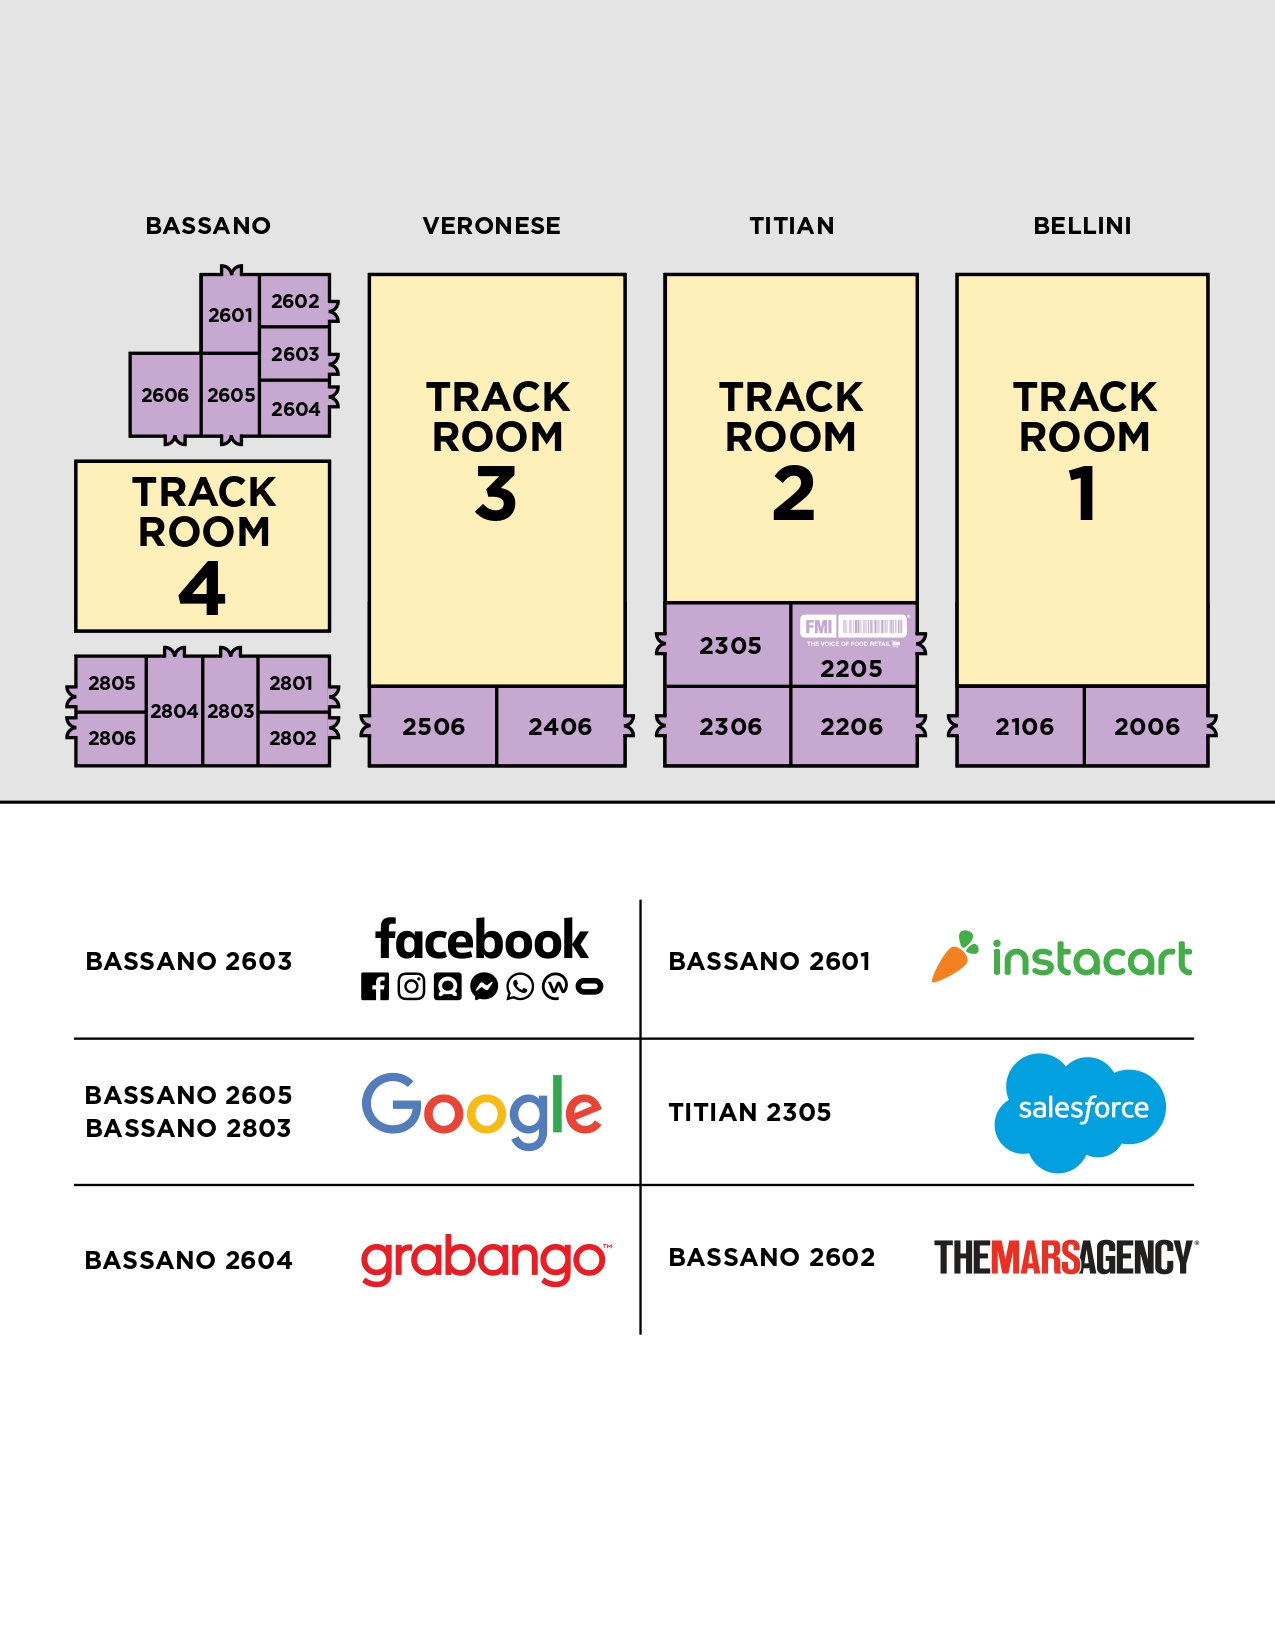 BASSANO
VERONESE
TITIAN
BELLINI
2601
2602
2603
2606
2605
2604
TRACK
ROOM
4
2805
2804
2803
2801
2806
2802
TRACK
ROOM
3
2506
2406
TRACK
ROOM
2
2305
FMI
THE VOICE OF FOOD RETAIL
2205
2306
2206
TRACK
ROOM
1
2106
2006
BASSANO 2603
facebook
BASSANO 2601
instacart
BASSANO 2605
BASSANO 2803
Google
TITIAN 2305
salesforce
BASSANO 2604
grabango™
BASSANO 2602
THEMARSAGENCY®